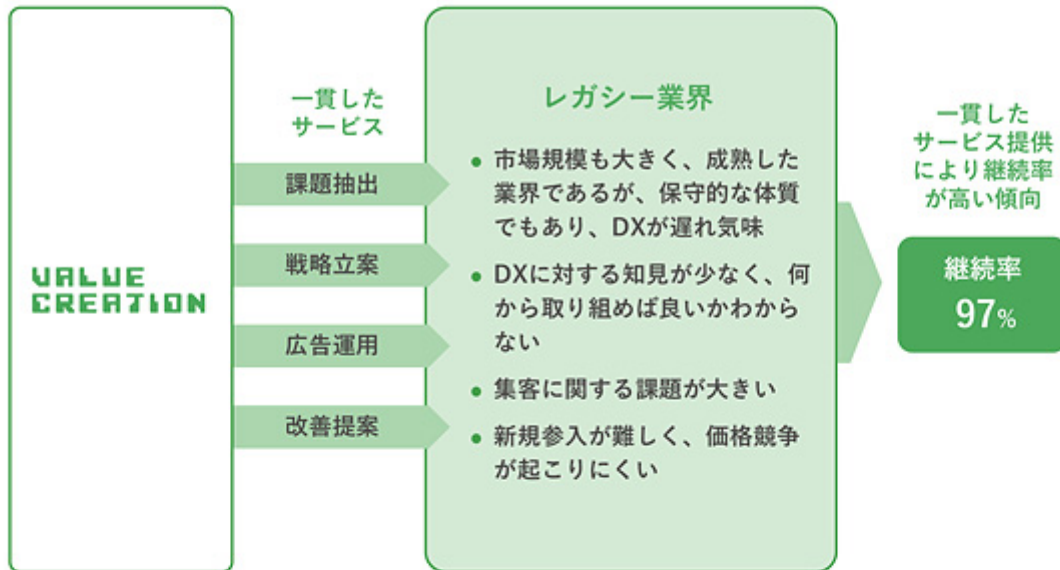 VALUE
CREATION
一貫した
サービス
課題抽出
戦略立案
広告運用
改善提案
レガシー業界
• 市場規模も大きく、成熟した
業界であるが、保守的な体質
でもあり、DXが遅れ気味
• DXに対する知見が少なく、何
から取り組めば良いかわから
ない
• 集客に関する課題が大きい
• 新規参入が難しく、価格競争
が起こりにくい
一貫した
サービス提供
により継続率
が高い傾向
継続率
97%